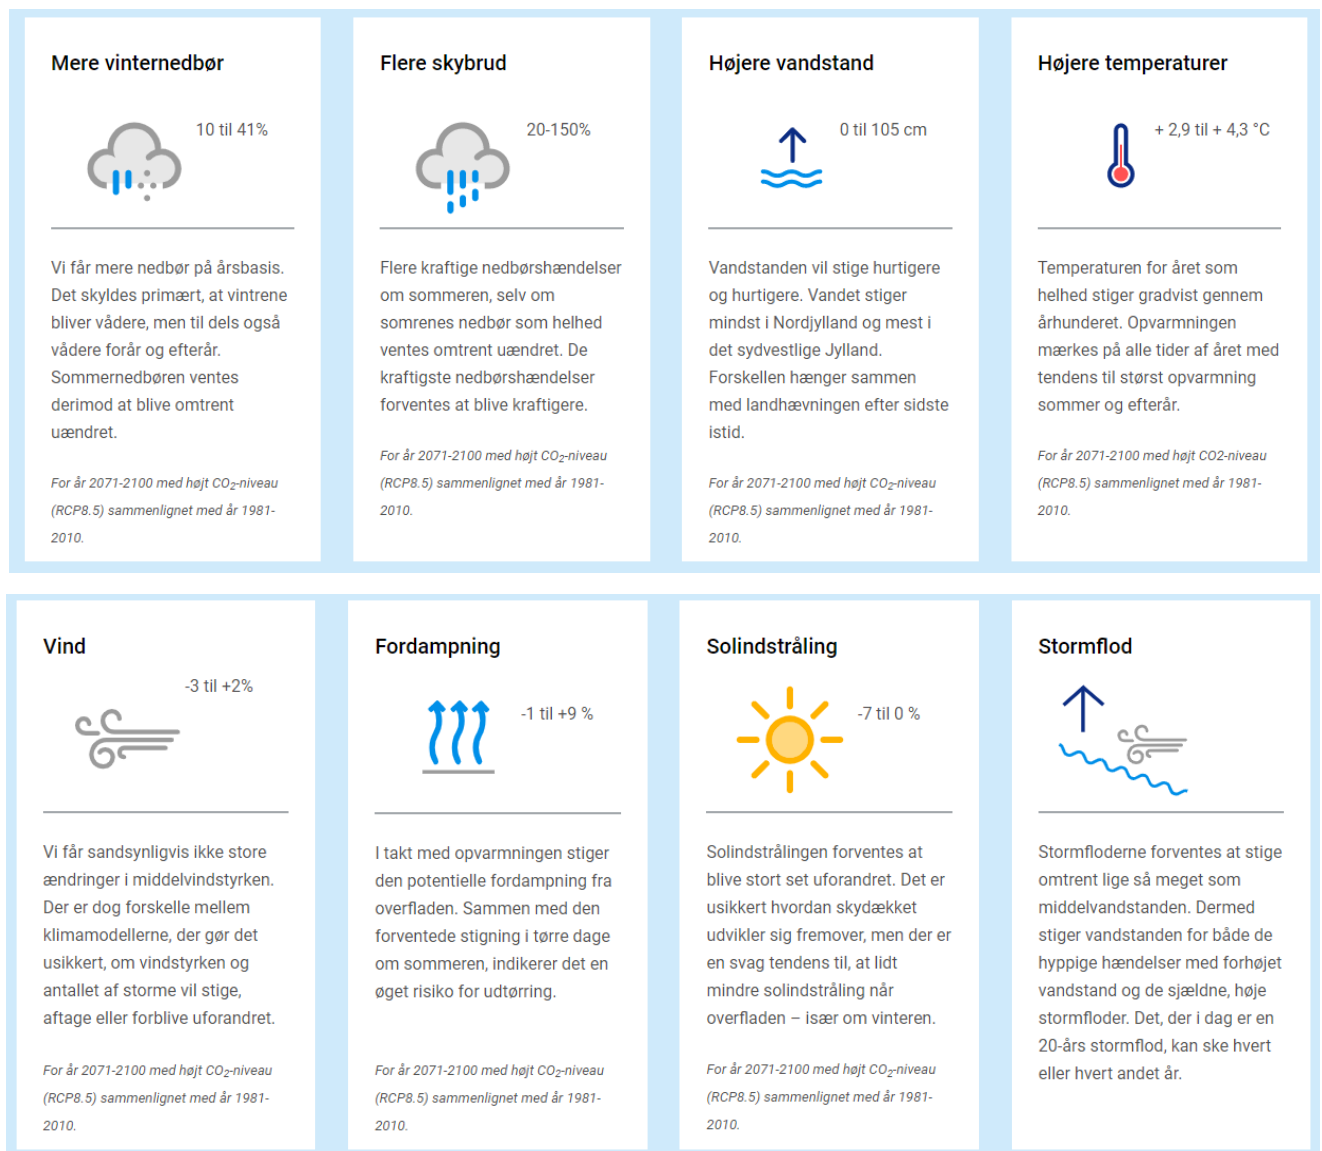 Mere vinternedbør
10 til 41%
Vi får mere nedbør på årsbasis.
Det skyldes primært, at vintrene
bliver vådere, men til dels også
vådere forår og efterår.
Sommernedbøren ventes
derimod at blive omtrent
uændret.
For år 2071-2100 med højt CO₂-niveau
(RCP8.5) sammenlignet med år 1981-
2010.
Flere skybrud
20-150%
Flere kraftige nedbørshændelser
om sommeren, selv om
somrenes nedbør som helhed
ventes omtrent uændret. De
kraftigste nedbørshændelser
forventes at blive kraftigere.
For år 2071-2100 med højt CO₂-niveau
(RCP8.5) sammenlignet med år 1981-
2010.
Højere vandstand
0 til 105 cm
Vandstanden vil stige hurtigere
og hurtigere. Vandet stiger
mindst i Nordjylland og mest i
det sydvestlige Jylland.
Forskellen hænger sammen
med landhævningen efter sidste
istid.
For år 2071-2100 med højt CO₂-niveau
(RCP8.5) sammenlignet med år 1981-
2010.
Højere temperaturer
+ 2,9 til + 4,3 °C
Temperaturen for året som
helhed stiger gradvist gennem
århunderet. Opvarmningen
mærkes på alle tider af året med
tendens til størst opvarmning
sommer og efterår.
For år 2071-2100 med højt CO2-niveau
(RCP8.5) sammenlignet med år 1981-
2010.
Vind
-3 til +2%
Vi får sandsynligvis ikke store
ændringer i middelvindstyrken.
Der er dog forskelle mellem
klimamodellerne, der gør det
usikkert, om vindstyrken og
antallet af storme vil stige,
aftage eller forblive uforandret.
For år 2071-2100 med højt CO₂-niveau
(RCP8.5) sammenlignet med år 1981-
2010.
Fordampning
-1 til +9 %
I takt med opvarmningen stiger
den potentielle fordampning fra
overfladen. Sammen med den
forventede stigning i tørre dage
om sommeren, indikerer det en
øget risiko for udtørring.
For år 2071-2100 med højt CO₂-niveau
(RCP8.5) sammenlignet med år 1981-
2010.
Solindstråling
-7 til 0 %
Solindstrålingen forventes at
blive stort set uforandret. Det er
usikkert hvordan skydækket
udvikler sig fremover, men der er
en svag tendens til, at lidt
mindre solindstråling når
overfladen – især om vinteren.
For år 2071-2100 med højt CO₂-niveau
(RCP8.5) sammenlignet med år 1981-
2010.
Stormflod
Stormfloderne forventes at stige
omtrent lige så meget som
middelvandstanden. Dermed
stiger vandstanden for både de
hyppige hændelser med forhøjet
vandstand og de sjældne, høje
stormfloder. Det, der i dag er en
20-års stormflod, kan ske hvert
eller hvert andet år.